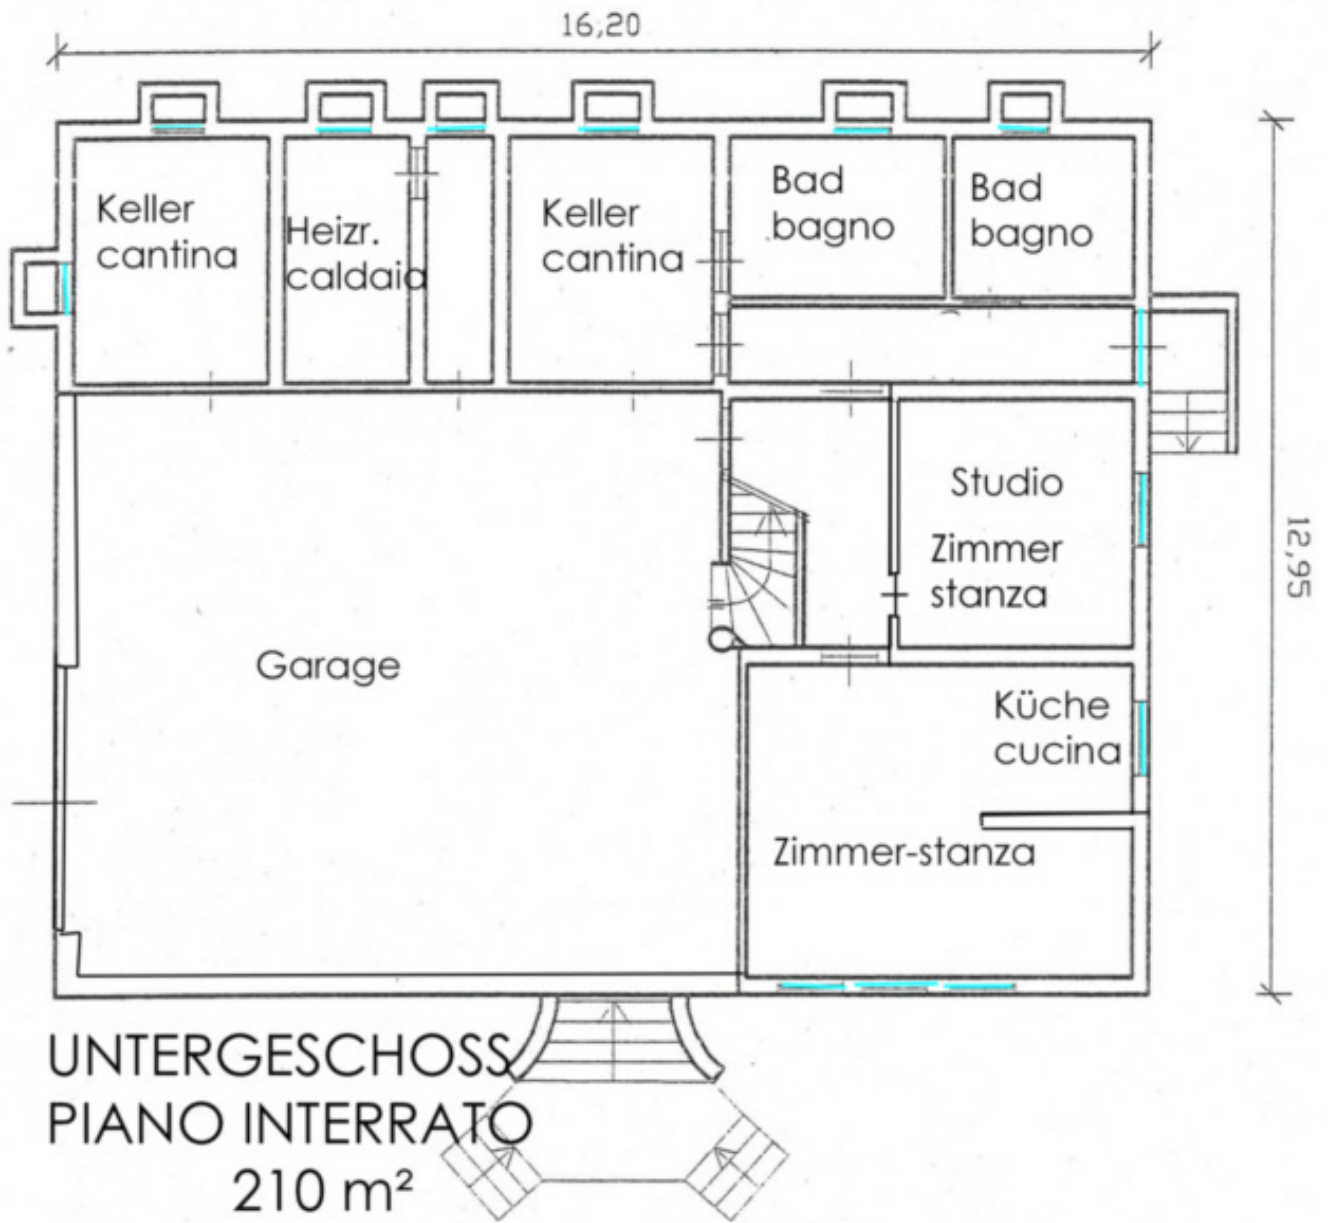 16,20
Keller
cantina
Heizr.
caldaia
Keller
cantina
Bad
bagno
Bad
bagno
Studio
Zimmer
stanza
12,95
Garage
Küche
cucina
Zimmer-stanza
UNTERGESCHOSS
PIANO INTERRATO
210 m²